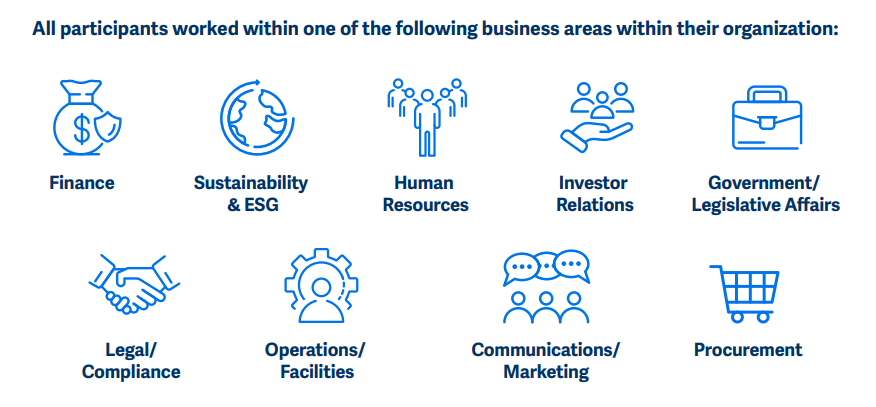 All participants worked within one of the following business areas within their organization:
$
Finance
Sustainability
& ESG
Human
Resources
Investor
Relations
Government/
Legislative Affairs
Legal/
Compliance
Operations/
Facilities
Communications/
Marketing
Procurement